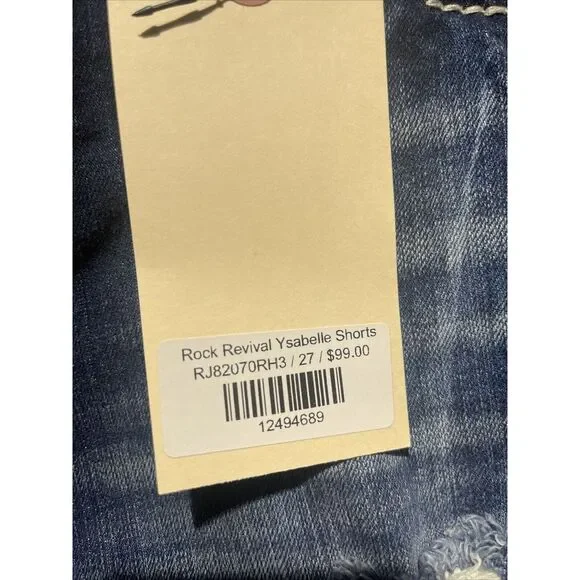 Rock Revival Ysabelle Shorts
RJ82070RH3 / 27 / $99.00
12494689